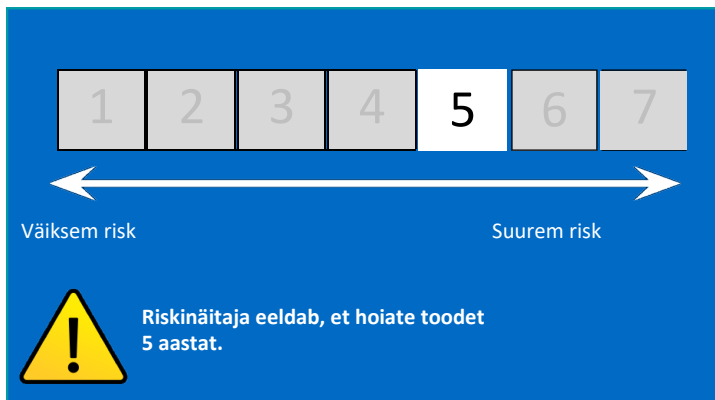 1 2 3 4 5 6 7
Väiksem risk Suurem risk
!
Riskinäitaja eeldab, et hoiate toodet
5 aastat.